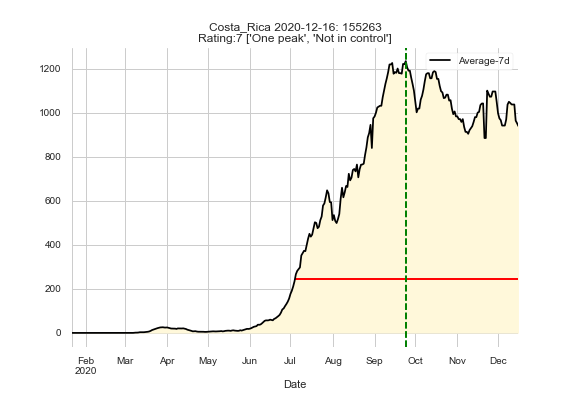 Costa_Rica 2020-12-16: 155263
Rating:7 ['One peak', 'Not in control']
Average-7d
1200
1000
800
600
400
200
0
Feb Mar Apr May Jun Jul Aug Sep Oct Nov Dec
2020
Date